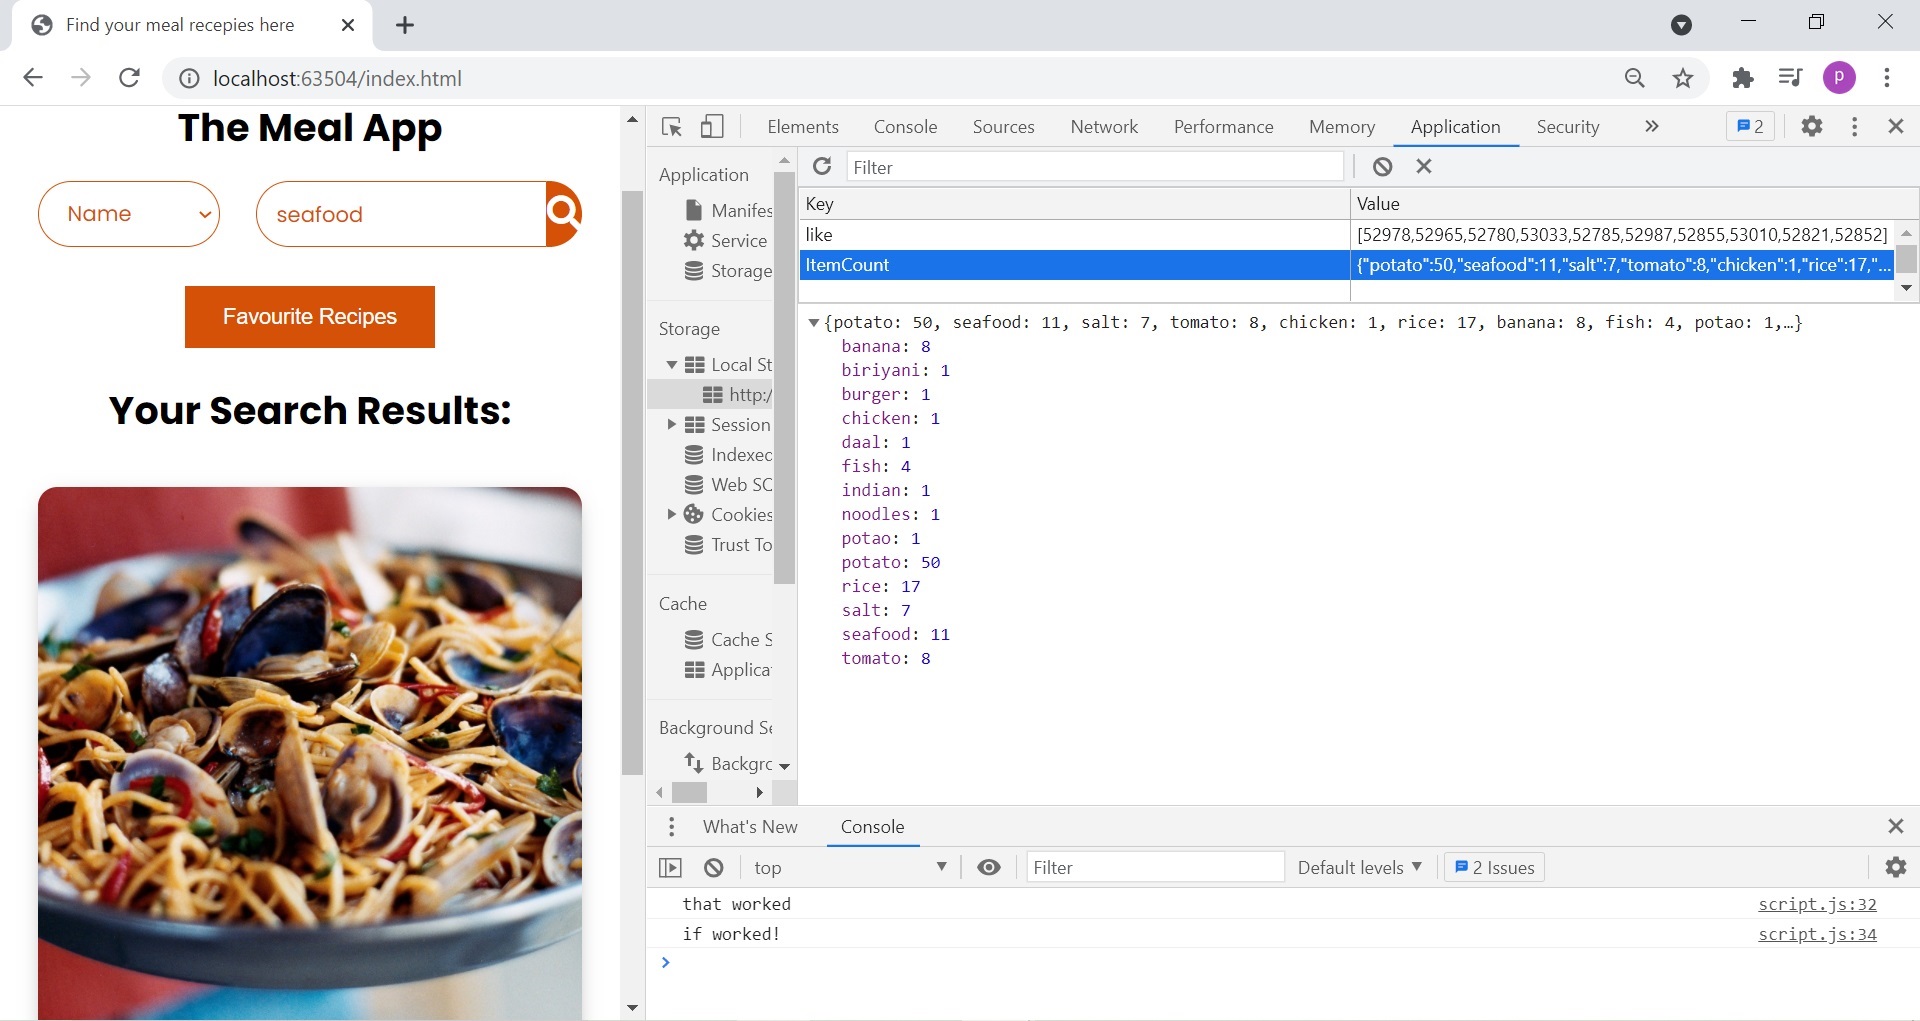 Find your meal recepies here
localhost:63504/index.html
P
The Meal App
Name
seafood
Favourite Recipes
Your Search Results:
Elements Console Sources Network Performance Memory Application Security » 2
Application
Manifes
Service
Storage
Storage
Local St
http:/
Session
Indexed
Web SQ
Cookies
Trust To
Cache
Cache S
Applicat
Background Se
Backgrc
Filter
Key Value
like [52978,52965,52780,53033,52785,52987,52855,53010,52821,52852]
ItemCount {"potato":50,"seafood":11,"salt":7,"tomato":8,"chicken":1,"rice":17,"...
{potato: 50, seafood: 11, salt: 7, tomato: 8, chicken: 1, rice: 17, banana: 8, fish: 4, potao: 1,…}
banana: 8
biriyani: 1
burger: 1
chicken: 1
daal: 1
fish: 4
indian: 1
noodles: 1
potao: 1
potato: 50
rice: 17
salt: 7
seafood: 11
tomato: 8
What's New Console
top Filter Default levels 2 Issues
that worked script.js:32
if worked! script.js:34